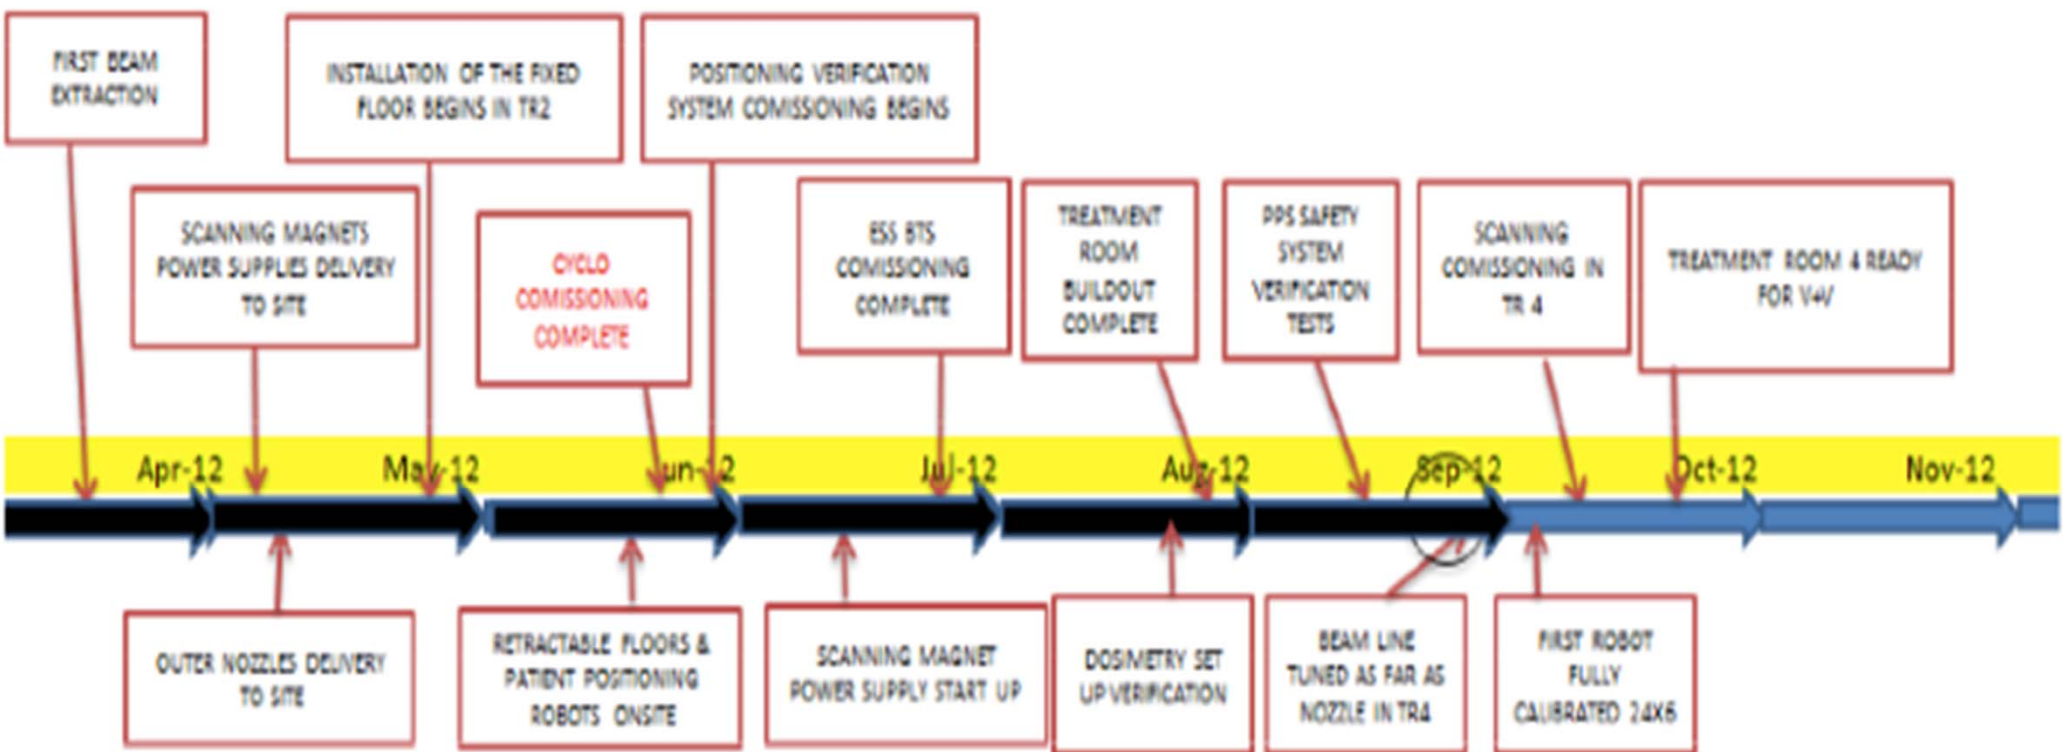 FIRST BEAM
EXTRACTION
INSTALLATION OF THE FIXED
FLOOR BEGINS IN TR2
POSITIONING VERIFICATION
SYSTEM COMISSIONING BEGINS
SCANNING MAGNETS
POWER SUPPLIES DELIVERY
TO SITE
CYCLO
COMISSIONING
COMPLETE
ESS BTS
COMISSIONING
COMPLETE
TREATMENT
ROOM
BUILDOUT
COMPLETE
PPS SAFETY
SYSTEM
VERIFICATION
TESTS
SCANNING
COMISSIONING IN
TR 4
TREATMENT ROOM 4 READY
FOR V+V
Apr-12
May-12
Jun-12
Jul-12
Aug-12
Sep-12
Oct-12
Nov-12
OUTER NOZZLES DELIVERY
TO SITE
RETRACTABLE FLOORS &
PATIENT POSITIONING
ROBOTS ONSITE
SCANNING MAGNET
POWER SUPPLY START UP
DOSIMETRY SET
UP VERIFICATION
BEAM LINE
TUNED AS FAR AS
NOZZLE IN TR4
FIRST ROBOT
FULLY
CALIBRATED 24X6